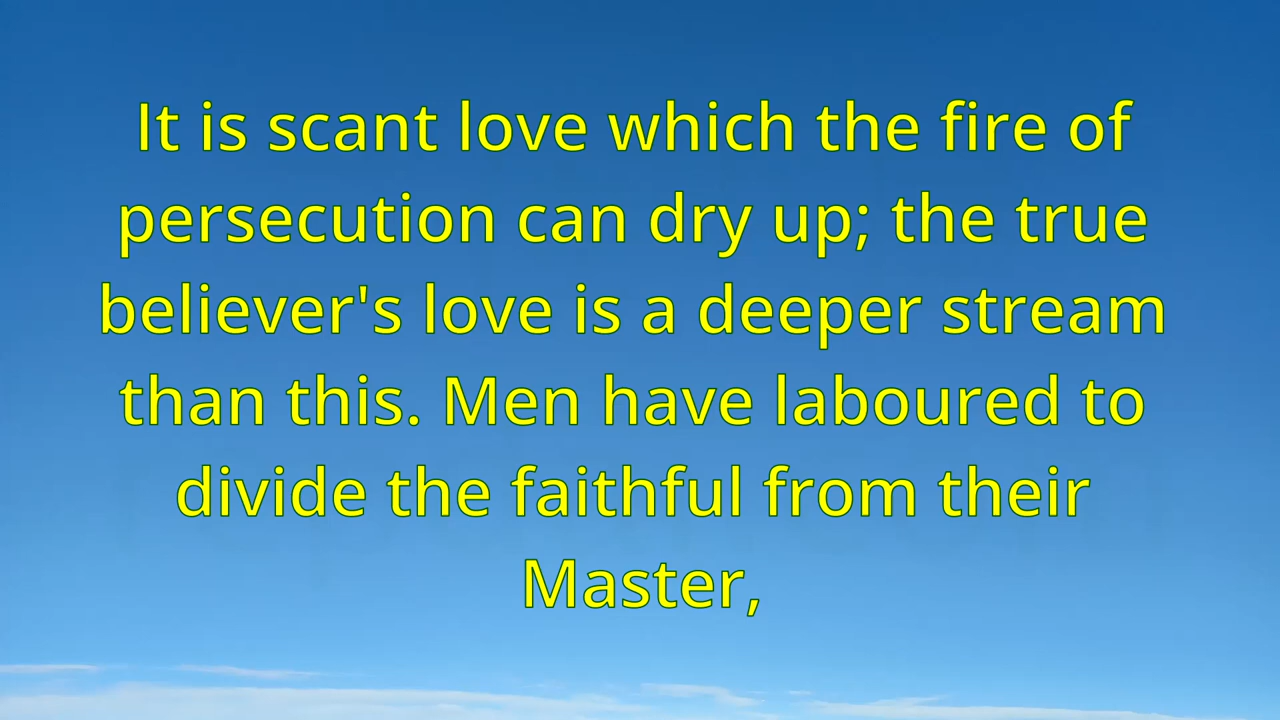 It is scant love which the fire of
persecution can dry up; the true
believer's love is a deeper stream
than this. Men have laboured to
divide the faithful from their
Master,